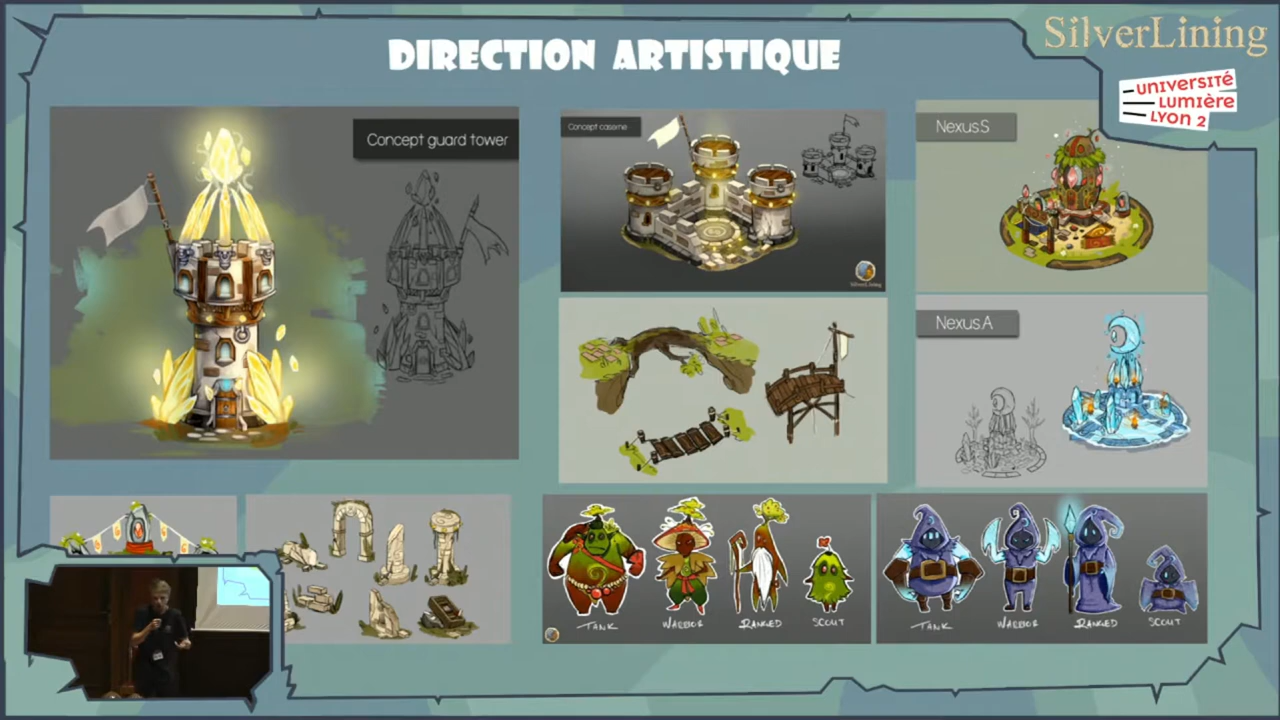 DIRECTION ARTISTIQUE
SilverLining
UNIVERSITÉ
LUMIÈRE
LYON 2
Concept guard tower
Concept caserne
SilverLining
Nexus S
Nexus A
TANK
WARRIOR
RANGED
SCOUT
TANK
WARRIOR
RANGED
SCOUT